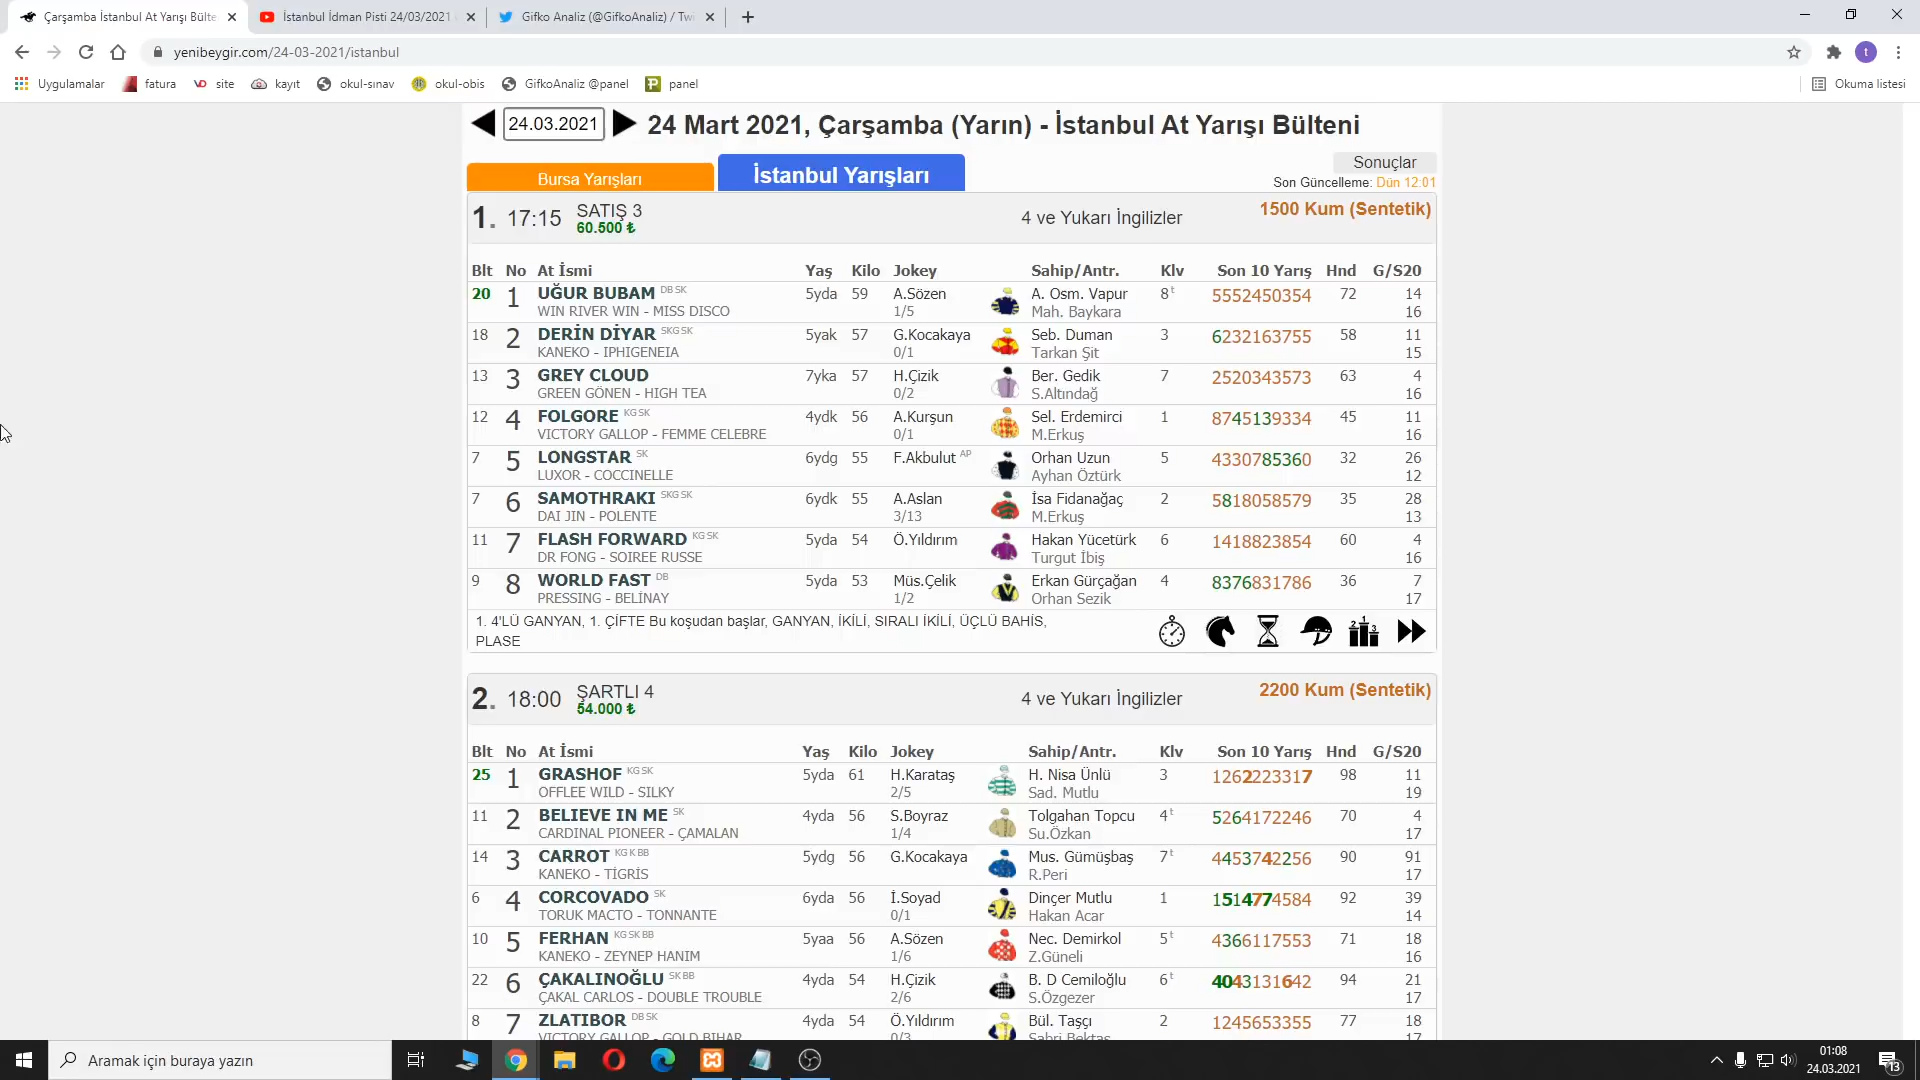 Çarşamba İstanbul At Yarışı Bülte
İstanbul İdman Pisti 24/03/2021
Gifko Analiz (@GifkoAnaliz) / Tw
yenibeygir.com/24-03-2021/istanbul
t
Uygulamalar fatura VD site kayıt okul-sınav okul-obis GifkoAnaliz @panel panel Okuma listesi
24.03.2021 24 Mart 2021, Çarşamba (Yarın) - İstanbul At Yarışı Bülteni
Bursa Yarışları İstanbul Yarışları Sonuçlar
Son Güncelleme: Dün 12:01
1. 17:15 SATIŞ 3 4 ve Yukarı İngilizler 1500 Kum (Sentetik)
60.500 ₺
Blt No At İsmi Yaş Kilo Jokey Sahip/Antr. Klv Son 10 Yarış Hnd G/S20
20 1 UĞUR BUBAM DB SK 5yda 59 A.Sözen A. Osm. Vapur 8 t 5552450354 72 14
WIN RIVER WIN - MISS DISCO 1/5 Mah. Baykara 16
18 2 DERİN DİYAR SKG SK 5yak 57 G.Kocakaya Seb. Duman 3 6232163755 58 11
KANEKO - IPHIGENEIA 0/1 Tarkan Şit 15
13 3 GREY CLOUD 7yka 57 H.Çizik Ber. Gedik 7 2520343573 63 4
GREEN GÖNEN - HIGH TEA 0/2 S.Altındağ 16
12 4 FOLGORE KG SK 4ydk 56 A.Kurşun Sel. Erdemirci 1 8745139334 45 11
VICTORY GALLOP - FEMME CELEBRE 0/1 M.Erkuş 16
7 5 LONGSTAR SK 6ydg 55 F.Akbulut AP Orhan Uzun 5 4330785360 32 26
LUXOR - COCCINELLE Ayhan Öztürk 12
7 6 SAMOTHRAKI SKG SK 6ydk 55 A.Aslan İsa Fidanağaç 2 5818058579 35 28
DAI JIN - POLENTE 3/13 M.Erkuş 13
11 7 FLASH FORWARD KG SK 5yda 54 Ö.Yıldırım Hakan Yücetürk 6 1418823854 60 4
DR FONG - SOIREE RUSSE Turgut İbiş 16
9 8 WORLD FAST DB 5yda 53 Müs.Çelik Erkan Gürçağan 4 8376831786 36 7
PRESSING - BELİNAY 1/2 Orhan Sezik 17
1. 4'LÜ GANYAN, 1. ÇİFTE Bu koşudan başlar, GANYAN, İKİLİ, SIRALI İKİLİ, ÜÇLÜ BAHİS,
PLASE
2. 18:00 ŞARTLI 4 4 ve Yukarı İngilizler 2200 Kum (Sentetik)
54.000 ₺
Blt No At İsmi Yaş Kilo Jokey Sahip/Antr. Klv Son 10 Yarış Hnd G/S20
25 1 GRASHOF KG SK 5yda 61 H.Karataş H. Nisa Ünlü 3 1262223317 98 11
OFFLEE WILD - SILKY 2/5 Sad. Mutlu 19
11 2 BELIEVE IN ME SK 4yda 56 S.Boyraz Tolgahan Topcu 4 t 5264172246 70 4
CARDINAL PIONEER - ÇAMALAN 1/4 Su.Özkan 17
14 3 CARROT KG K BB 5ydg 56 G.Kocakaya Mus. Gümüşbaş 7 t 4453742256 90 91
KANEKO - TİGRİS R.Peri 17
6 4 CORCOVADO SK 6yda 56 İ.Soyad Dinçer Mutlu 1 1514774584 92 39
TORUK MACTO - TONNANTE 0/1 Hakan Acar 14
10 5 FERHAN KG SK BB 5yaa 56 A.Sözen Nec. Demirkol 5 t 4366117553 71 18
KANEKO - ZEYNEP HANIM 1/6 Z.Güneli 16
22 6 ÇAKALINOĞLU SK BB 4yda 54 H.Çizik B. D Cemiloğlu 6 t 4043131642 94 21
ÇAKAL CARLOS - DOUBLE TROUBLE 2/6 S.Özgezer 17
8 7 ZLATIBOR DB SK 4yda 54 Ö.Yıldırım Bül. Taşçı 2 1245653355 77 18
VICTORY GALLOP - GOLD BIHAR 0/3 Sabri Bektaş 17
Aramak için buraya yazın
01:08
24.03.2021
13